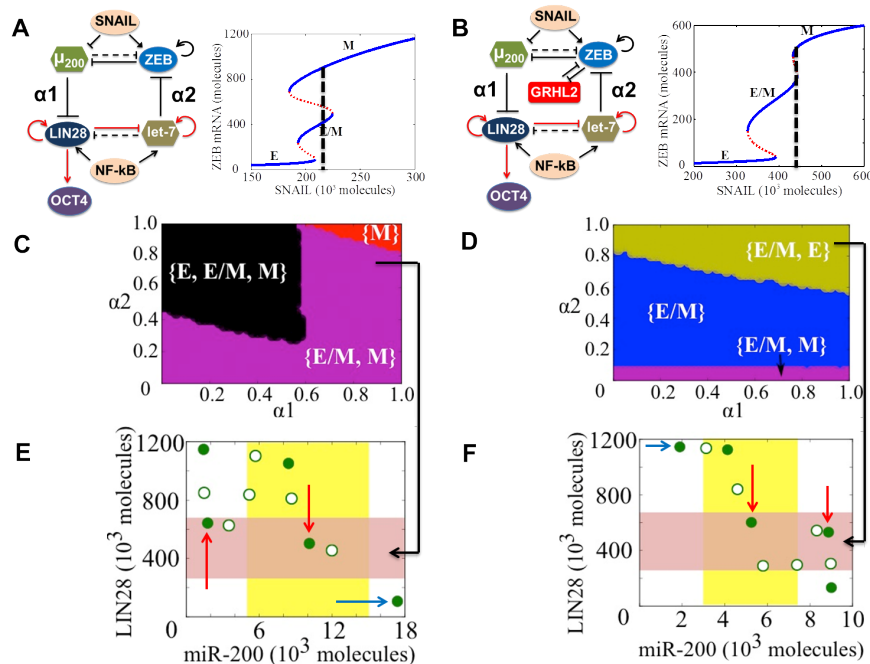 A
SNAIL
μ200
ZEB
α1
α2
LIN28
let-7
NF-kB
OCT4
ZEB mRNA (molecules)
1200
800
400
0
M
E/M
E
150
200
250
300
SNAIL (10³ molecules)
B
SNAIL
μ200
ZEB
GRHL2
α1
α2
LIN28
let-7
NF-kB
OCT4
ZEB mRNA (molecules)
600
500
400
300
200
100
0
M
E/M
E
200
300
400
500
600
SNAIL (10³ molecules)
C
1.0
0.8
α2
0.6
0.4
0.2
0
{M}
{E, E/M, M}
{E/M, M}
0.2
0.4
0.6
0.8
1.0
α1
D
1.0
0.8
α2
0.6
0.4
0.2
0
{E/M, E}
{E/M}
{E/M, M}
0.2
0.4
0.6
0.8
1.0
α1
E
LIN28 (10³ molecules)
1200
800
400
0
6
12
18
miR-200 (10³ molecules)
F
LIN28 (10³ molecules)
1200
800
400
0
2
4
6
8
10
miR-200 (10³ molecules)